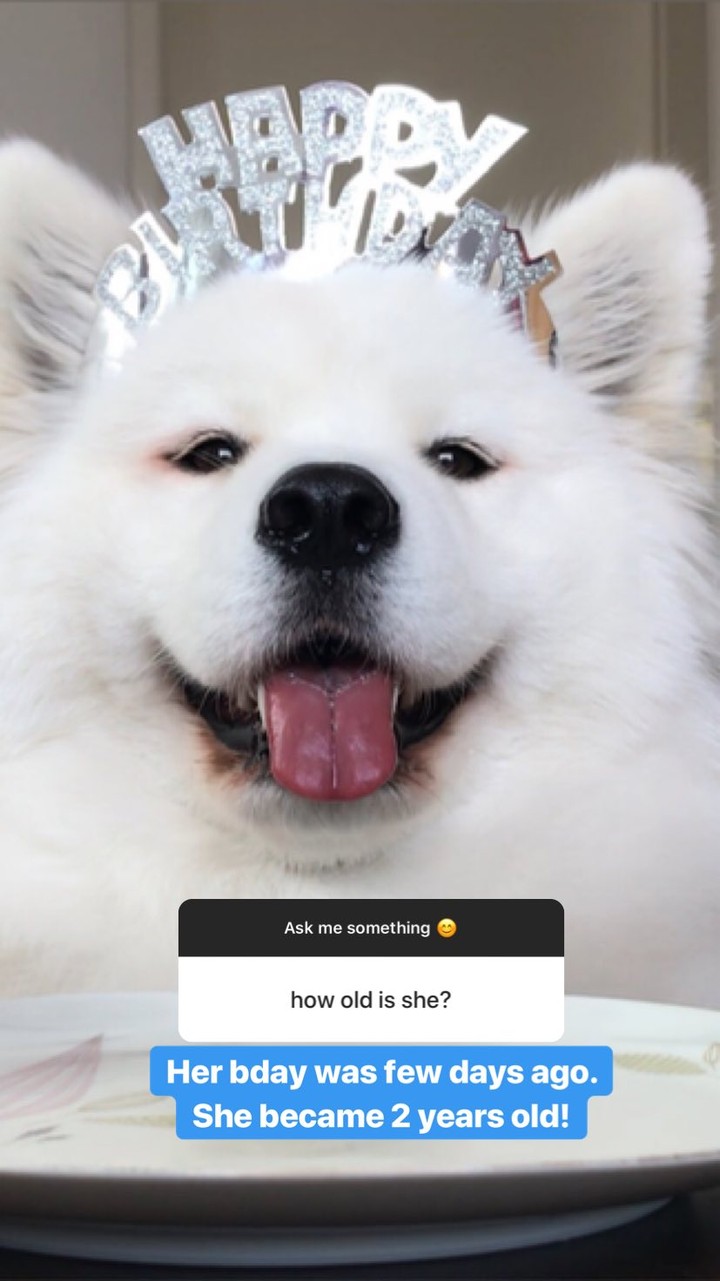 HAPPY
BIRTHDAY
Ask me something 😊
how old is she?
Her bday was few days ago.
She became 2 years old!